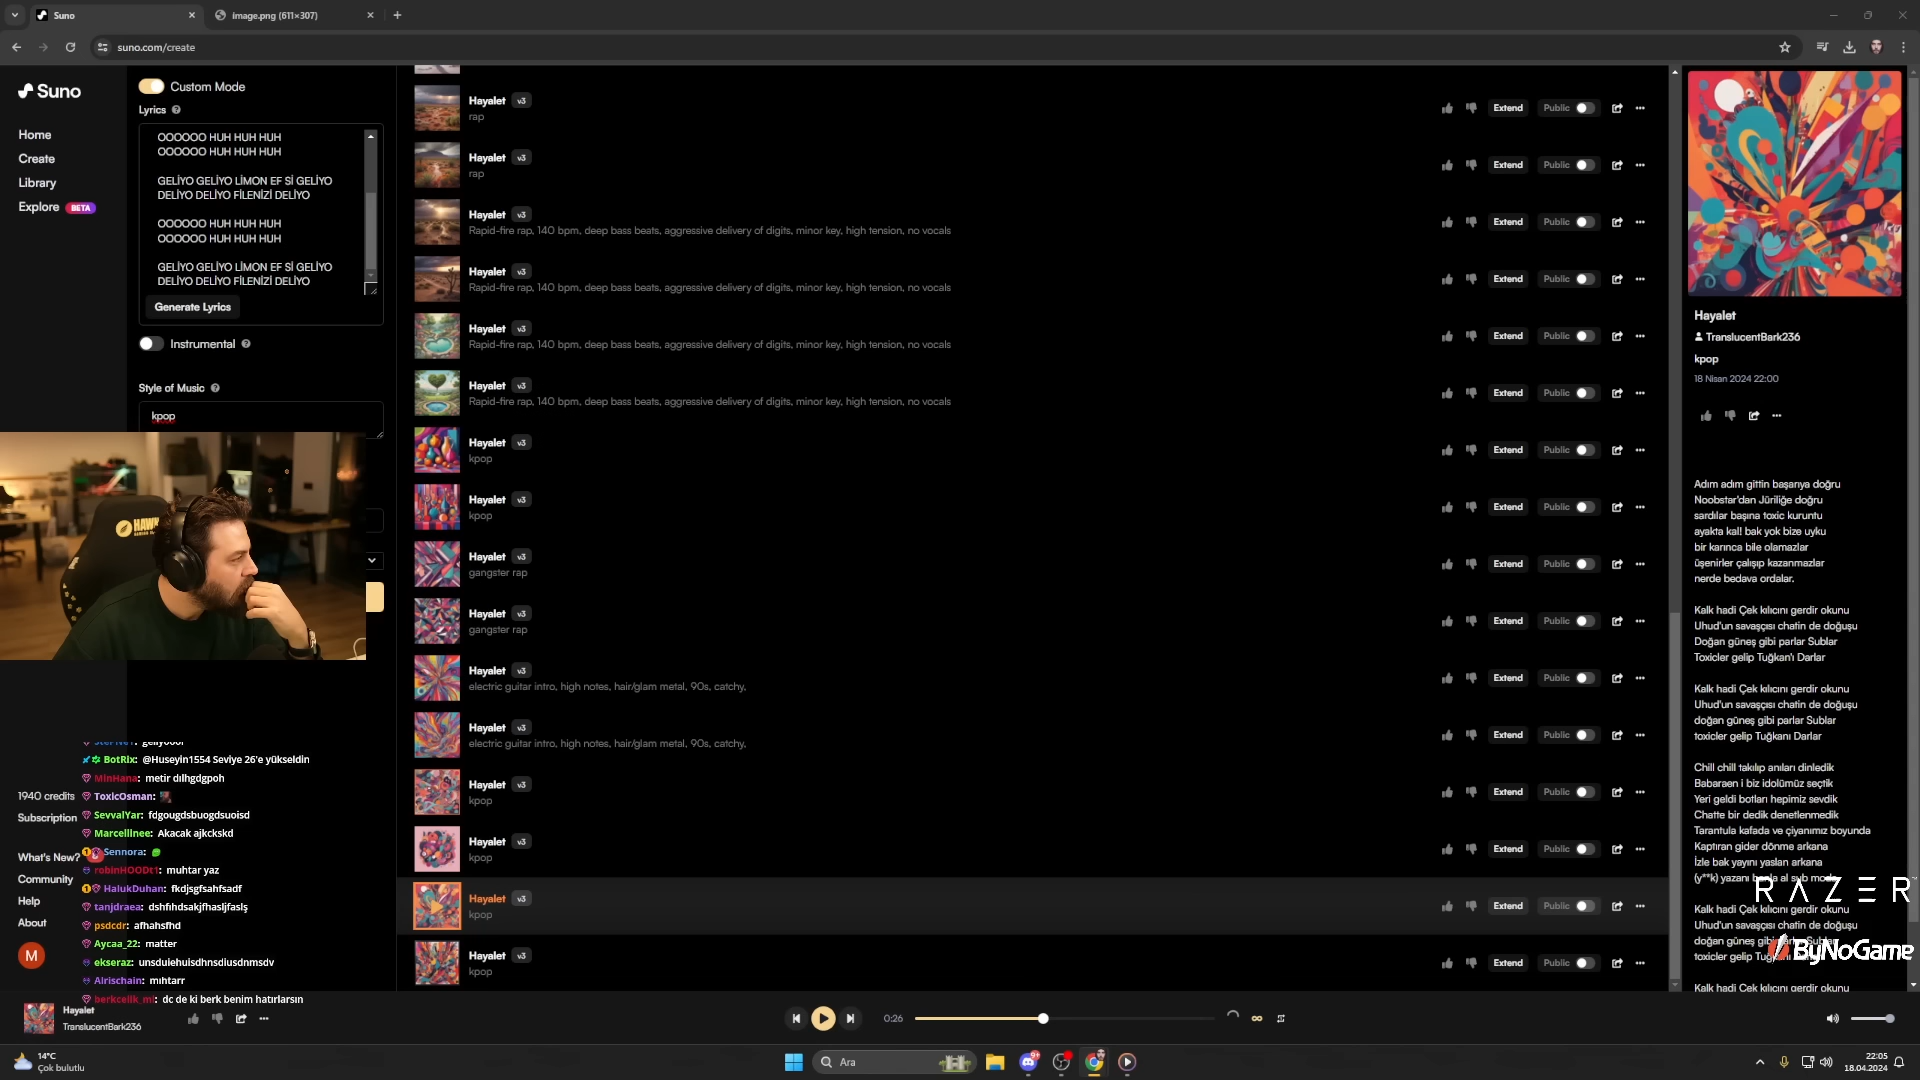 Suno
image.png (611×307)
suno.com/create
Suno
Home
Create
Library
Explore BETA
Custom Mode
Lyrics
OOOOOO HUH HUH HUH
OOOOOO HUH HUH HUH
GELİYO GELİYO LİMON EF Sİ GELİYO
DELİYO DELİYO FİLENİZİ DELİYO
OOOOOO HUH HUH HUH
OOOOOO HUH HUH HUH
GELİYO GELİYO LİMON EF Sİ GELİYO
DELİYO DELİYO FİLENİZİ DELİYO
Generate Lyrics
Instrumental
Style of Music
kpop
HAWK
1940 credits
Subscription
What's New?
Community
Help
About
M
BotRix: @Huseyin1554 Seviye 26'e yükseldin
MinHana: metir dılhgdgpoh
ToxicOsman:
SevvalYar: fdgougdsbuogdsuoisd
Marcellinee: Akacak ajkckskd
Sennora:
robinHOODt1: muhtar yaz
HalukDuhan: fkdjsgfsahfsadf
tanjdraea: dshfıhdsakjfhasljfaslş
psdcdr: afhahsfhd
Aycaa_22: matter
ekseraz: unsduiehuisdhnsdiusdnmsdv
Alrischain: mıhtarr
berkcelik_mi: dc de ki berk benim hatırlarsın
Hayalet v3
rap
Extend Public
Hayalet v3
rap
Extend Public
Hayalet v3
Rapid-fire rap, 140 bpm, deep bass beats, aggressive delivery of digits, minor key, high tension, no vocals
Extend Public
Hayalet v3
Rapid-fire rap, 140 bpm, deep bass beats, aggressive delivery of digits, minor key, high tension, no vocals
Extend Public
Hayalet v3
Rapid-fire rap, 140 bpm, deep bass beats, aggressive delivery of digits, minor key, high tension, no vocals
Extend Public
Hayalet v3
Rapid-fire rap, 140 bpm, deep bass beats, aggressive delivery of digits, minor key, high tension, no vocals
Extend Public
Hayalet v3
kpop
Extend Public
Hayalet v3
kpop
Extend Public
Hayalet v3
gangster rap
Extend Public
Hayalet v3
gangster rap
Extend Public
Hayalet v3
electric guitar intro, high notes, hair/glam metal, 90s, catchy,
Extend Public
Hayalet v3
electric guitar intro, high notes, hair/glam metal, 90s, catchy,
Extend Public
Hayalet v3
kpop
Extend Public
Hayalet v3
kpop
Extend Public
Hayalet v3
kpop
Extend Public
Hayalet v3
kpop
Extend Public
Hayalet
TranslucentBark236
kpop
18 Nisan 2024 22:00
Adım adım gittin başarıya doğru
Noobstar'dan Jüriliğe doğru
sardılar başına toxic kuruntu
ayakta kal! bak yok bize uyku
bir karınca bile olamazlar
üşenirler çalışıp kazanmazlar
nerde bedava ordalar.
Kalk hadi Çek kılıcını gerdir okunu
Uhud'un savaşçısı chatin de doğuşu
Doğan güneş gibi parlar Sublar
Toxicler gelip Tuğkan'ı Darlar
Kalk hadi Çek kılıcını gerdir okunu
Uhud'un savaşçısı chatin de doğuşu
doğan güneş gibi parlar Sublar
toxicler gelip Tuğkanı Darlar
Chill chill takılıp anıları dinledik
Babaraen i biz idolümüz seçtik
Yeri geldi botları hepimiz sevdik
Chatte bir dedik denetlenmedik
Tarantula kafada ve çiyanımız boyunda
Kaptıran gider dönme arkana
İzle bak yayını yaslan arkana
(y**k) yazanı al sub
RAZER
Kalk hadi Çek kılıcını gerdir okunu
Uhud'un savaşçısı chatin de doğuşu
doğan güneş
ByNoGame
toxicler gelip
Kalk hadi Çek kılıcını gerdir okunu
Hayalet
TranslucentBark236
0:26
14°C
Çok bulutlu
Ara
22:05
18.04.2024